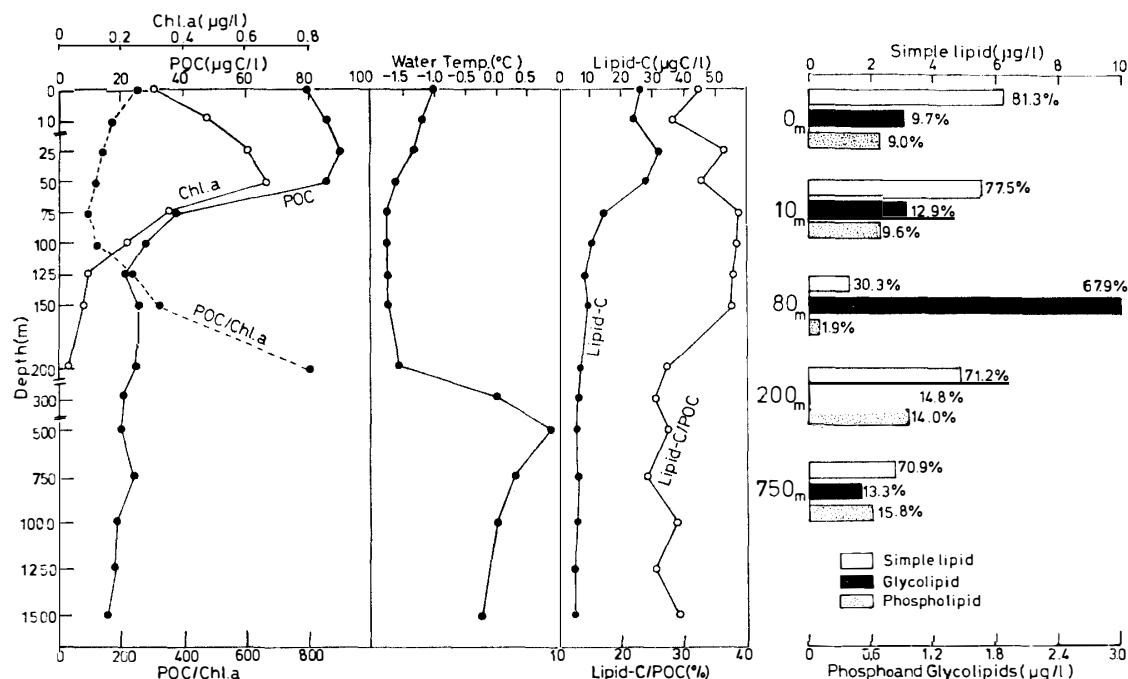 Chl.a(μg/l)
0 0.2 0.4 0.6 0.8 1
POC(μgC/l)
0 20 40 60 80 100
Water Temp.(°C)
-1.5 -1.0 -0.5 0 0.5
Lipid-C(μgC/l)
0 10 20 30 40 50
Simple lipid(μg/l)
0 2 4 6 8 10
Depth(m)
0
10
25
50
75
100
125
150
200
300
500
750
1000
1250
1500
Chl.a
POC
POC/Chl.a
Lipid-C
Lipid-C/POC
0m
81.3%
9.7%
9.0%
10m
77.5%
12.9%
9.6%
80m
30.3%
67.9%
1.9%
200m
71.2%
14.8%
14.0%
750m
70.9%
13.3%
15.8%
Simple lipid
Glycolipid
Phospholipid
0 200 400 600 800
POC/Chl.a
10 20 30 40
Lipid-C/POC(%)
0 0.6 1.2 1.8 2.4 3.0
Phospho and Glycolipids(μg/l)